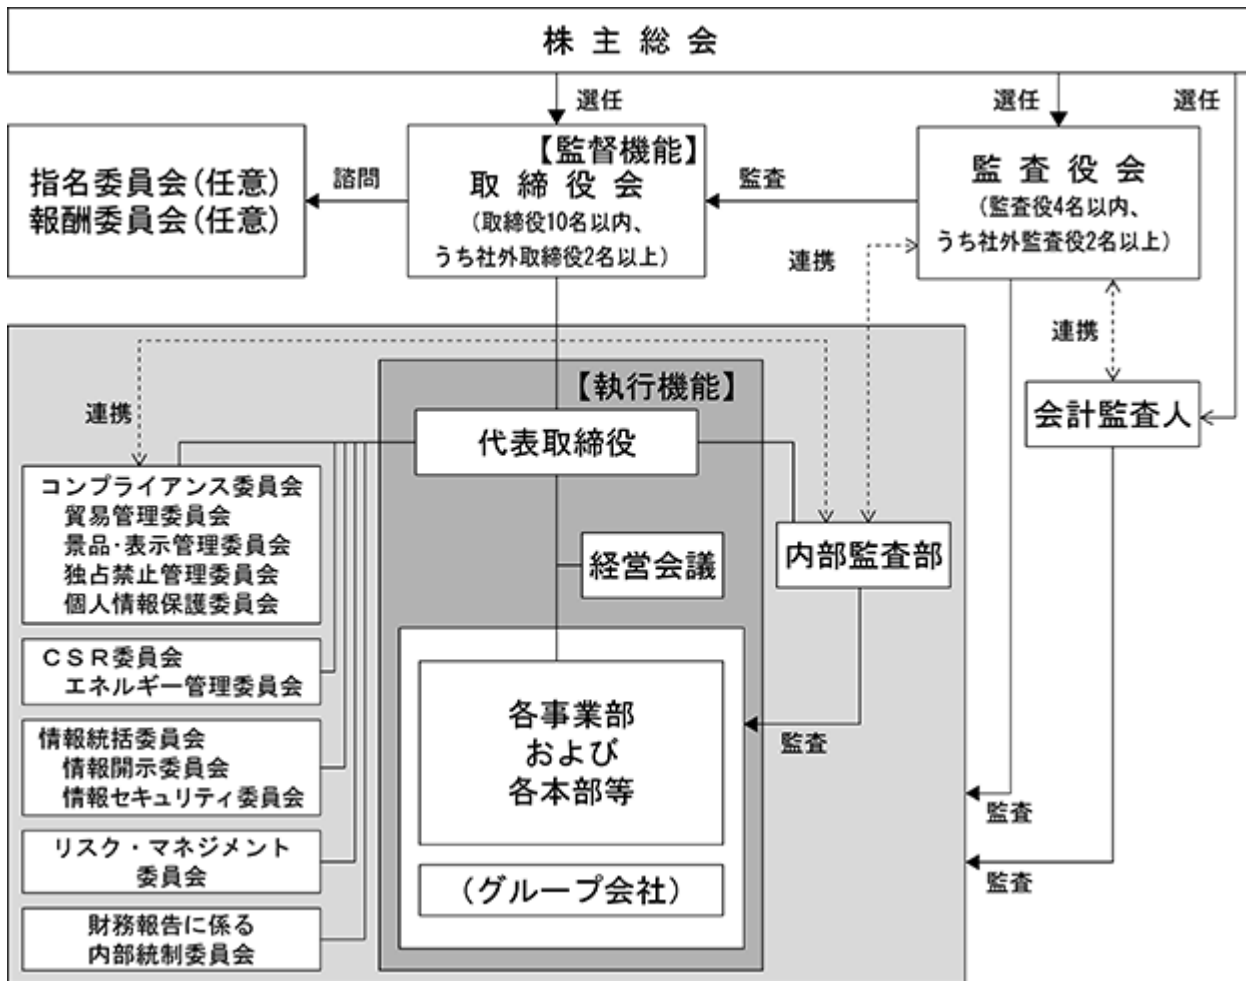 株主総会
選任
選任
選任
指名委員会(任意)
報酬委員会(任意)
諮問
【監督機能】
取締役会
(取締役10名以内、
うち社外取締役2名以上)
監査
監査役会
(監査役4名以内、
うち社外監査役2名以上)
連携
連携
会計監査人
連携
【執行機能】
代表取締役
コンプライアンス委員会
貿易管理委員会
景品・表示管理委員会
独占禁止管理委員会
個人情報保護委員会
経営会議
内部監査部
CSR委員会
エネルギー管理委員会
各事業部
および
各本部等
監査
情報統括委員会
情報開示委員会
情報セキュリティ委員会
監査
リスク・マネジメント
委員会
監査
(グループ会社)
財務報告に係る
内部統制委員会